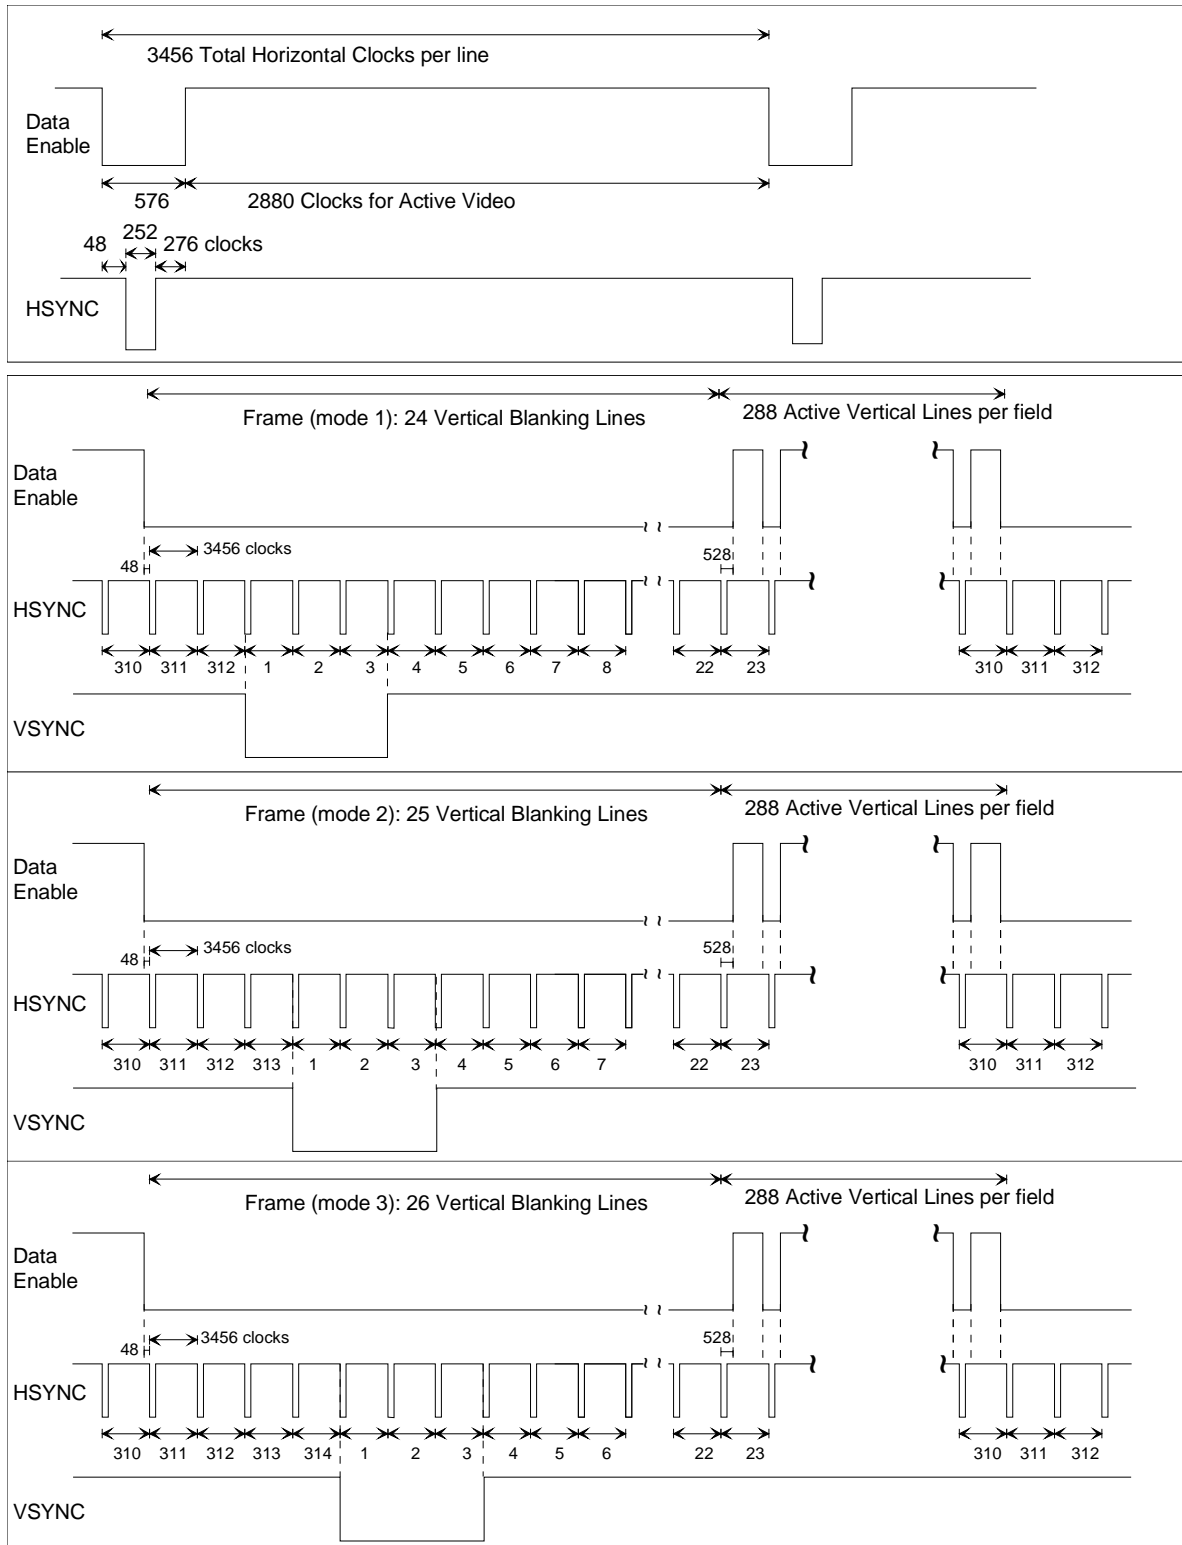 3456 Total Horizontal Clocks per line
Data
Enable
576
2880 Clocks for Active Video
252
48
276 clocks
HSYNC
Frame (mode 1): 24 Vertical Blanking Lines
288 Active Vertical Lines per field
Data
Enable
48
3456 clocks
528
HSYNC
310 311 312 1 2 3 4 5 6 7 8 22 23 310 311 312
VSYNC
Frame (mode 2): 25 Vertical Blanking Lines
288 Active Vertical Lines per field
Data
Enable
48
3456 clocks
528
HSYNC
310 311 312 313 1 2 3 4 5 6 7 22 23 310 311 312
VSYNC
Frame (mode 3): 26 Vertical Blanking Lines
288 Active Vertical Lines per field
Data
Enable
48
3456 clocks
528
HSYNC
310 311 312 313 314 1 2 3 4 5 6 22 23 310 311 312
VSYNC